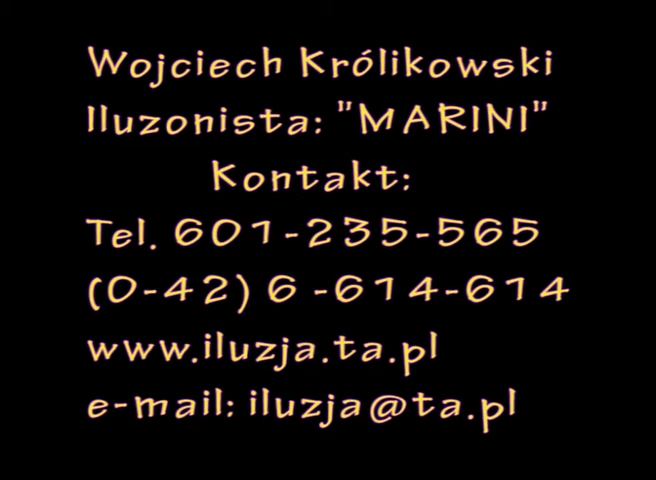 Wojciech Królikowski
Iluzonista: "MARINI"
Kontakt:
Tel. 601-235-565
(0-42) 6 -614-614
www.iluzja.ta.pl
e-mail: iluzja@ta.pl